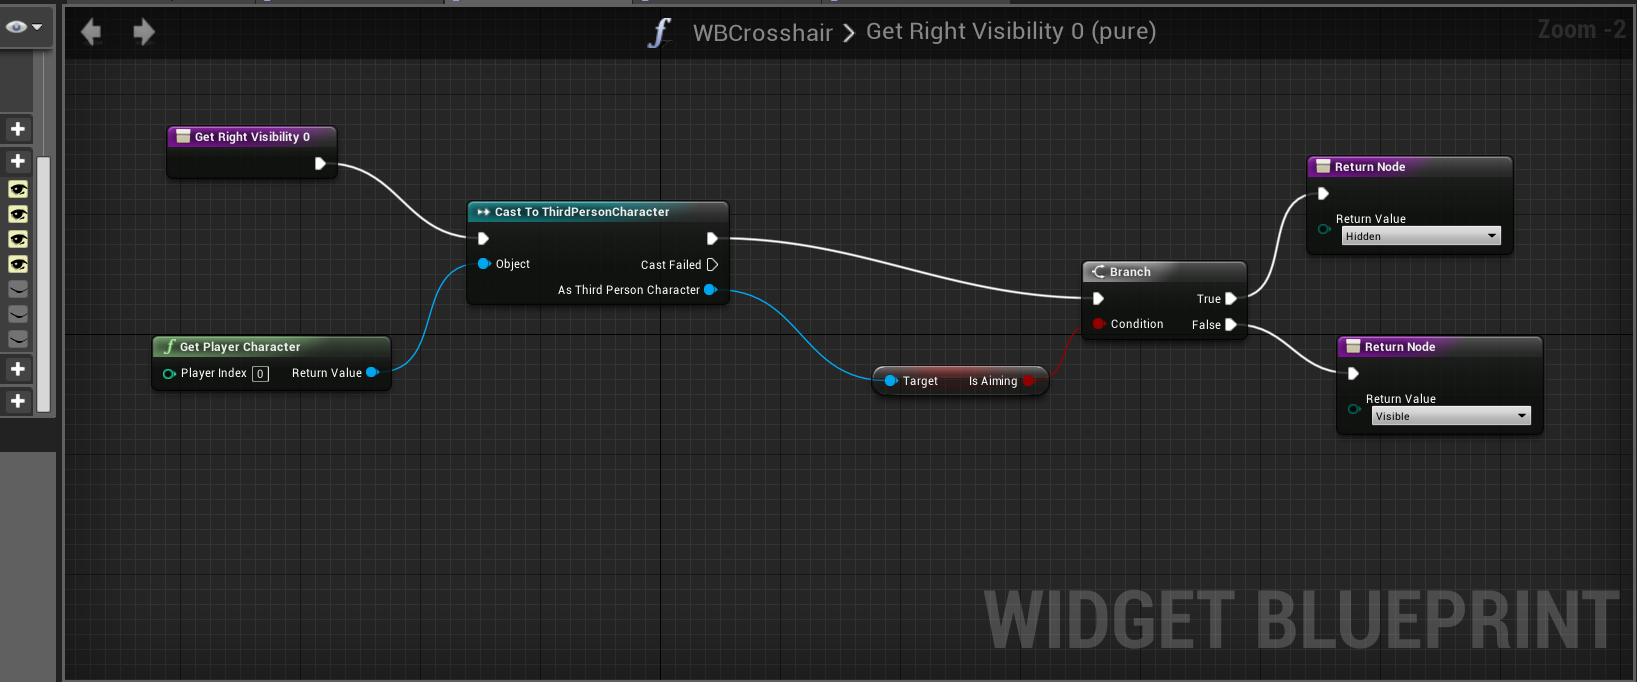 WBCrosshair > Get Right Visibility 0 (pure)
Zoom -2
Get Right Visibility 0
Cast To ThirdPersonCharacter
Object
Cast Failed
As Third Person Character
Get Player Character
Player Index 0
Return Value
Target
Is Aiming
Branch
True
Condition
False
Return Node
Return Value
Hidden
Return Node
Return Value
Visible
WIDGET BLUEPRINT